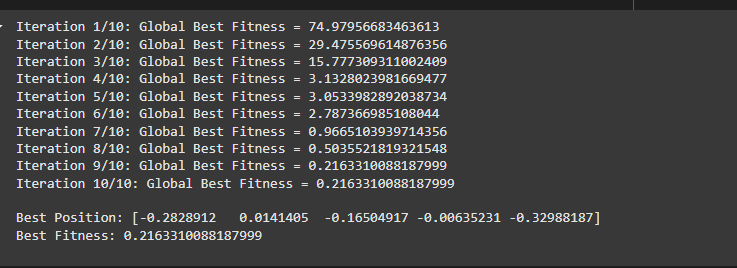 Iteration 1/10: Global Best Fitness = 74.97956683463613
Iteration 2/10: Global Best Fitness = 29.475569614876356
Iteration 3/10: Global Best Fitness = 15.777309311002409
Iteration 4/10: Global Best Fitness = 3.1328023981669477
Iteration 5/10: Global Best Fitness = 3.0533982892038734
Iteration 6/10: Global Best Fitness = 2.787366985108044
Iteration 7/10: Global Best Fitness = 0.9665103939714356
Iteration 8/10: Global Best Fitness = 0.5035521819321548
Iteration 9/10: Global Best Fitness = 0.2163310088187999
Iteration 10/10: Global Best Fitness = 0.2163310088187999
Best Position: [-0.2828912   0.0141405  -0.16504917 -0.00635231 -0.32988187]
Best Fitness: 0.2163310088187999